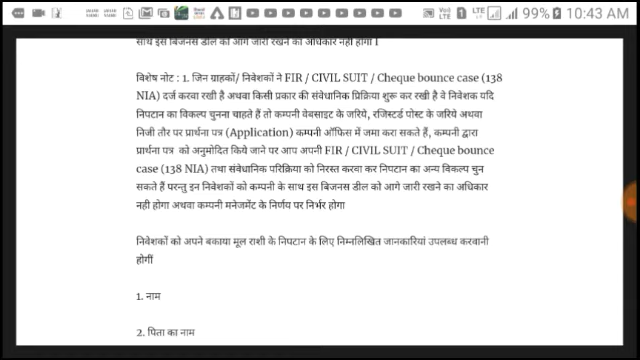 Vo)) LTE 1 LTE 99% 10:43 AM
साथ इस बिजनस डील को आगे जारी रखने का अधिकार नही होगा I
विशेष नोट : 1. जिन ग्राहकों/ निवेशकों ने FIR / CIVIL SUIT / Cheque bounce case (138
NIA) दर्ज करवा रखी है अथवा किसी प्रकार की संवेधानिक प्रिक्रिया शुरू कर रखी है वे निवेशक यदि
निपटान का विकल्प चुनना चाहते हैं तो कम्पनी वेबसाइट के जरिये, रजिस्टर्ड पोस्ट के जरिये अथवा
निजी तौर पर प्रार्थना पत्र (Application) कम्पनी ऑफिस में जमा करा सकते हैं, कम्पनी द्वारा
प्रार्थना पत्र को अनुमोदित किये जाने पर आप अपनी FIR / CIVIL SUIT / Cheque bounce
case (138 NIA) तथा संवेधानिक परिक्रिया को निरस्त करवा कर निपटान का अन्य विकल्प चुन
सकते हैं परन्तु इन निवेशकों को कम्पनी के साथ इस बिजनस डील को आगे जारी रखने का अधिकार
नही होगा अथवा कम्पनी मनेजमेंट के निर्णय पर निर्भर होगा
निवेशकों को अपने बकाया मूल राशी के निपटान के लिए निम्नलिखित जानकारियां उपलब्ध करवानी
होगीं
1. नाम
2. पिता का नाम